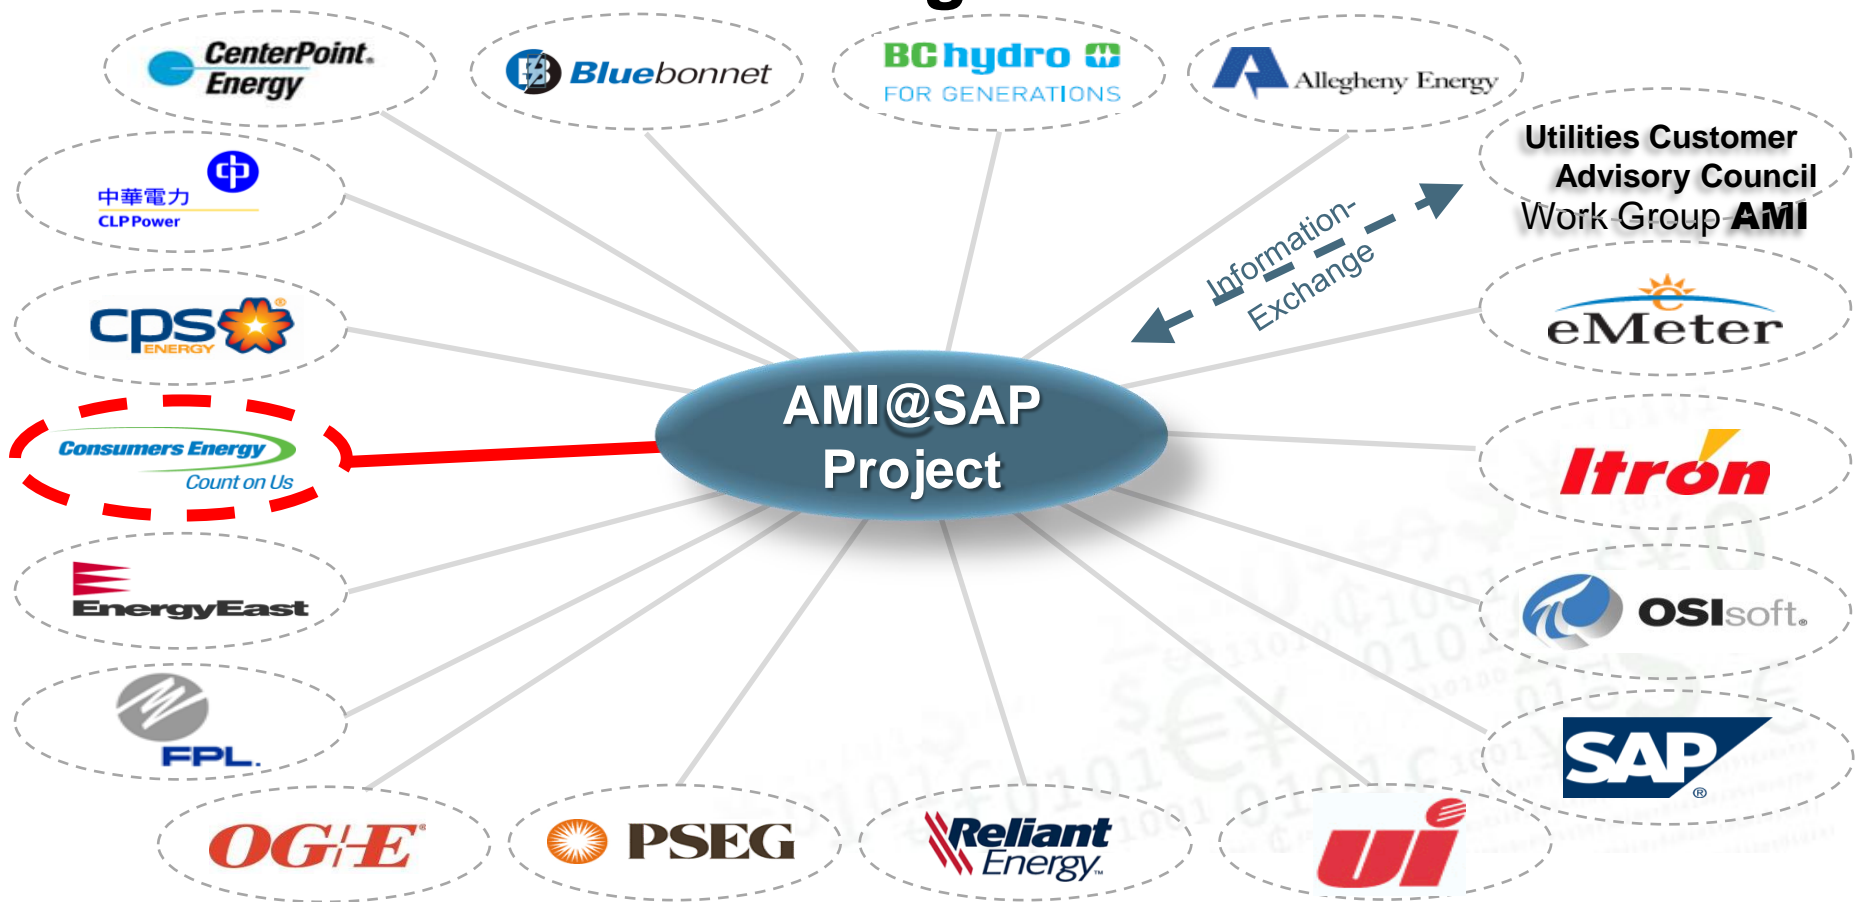 CenterPoint®
Energy
Bluebonnet
BC hydro
FOR GENERATIONS
Allegheny Energy
Utilities Customer
Advisory Council
Work Group AMI
中華電力
CLP Power
Information-
Exchange
cps
ENERGY
eMeter
AMI@SAP
Project
Consumers Energy
Count on Us
Itron
EnergyEast
OSIsoft®
FPL.
SAP
®
OG+E®
PSEG
Reliant
Energy™
ui